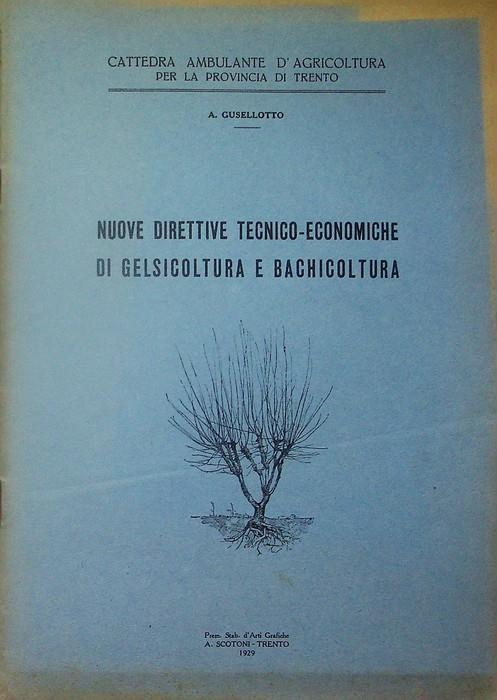 CATTEDRA AMBULANTE D'AGRICOLTURA
PER LA PROVINCIA DI TRENTO
A. GUSELLOTTO
NUOVE DIRETTIVE TECNICO-ECONOMICHE
DI GELSICOLTURA E BACHICOLTURA
Prem. Stab. d'Arti Grafiche
A. SCOTONI - TRENTO
1929